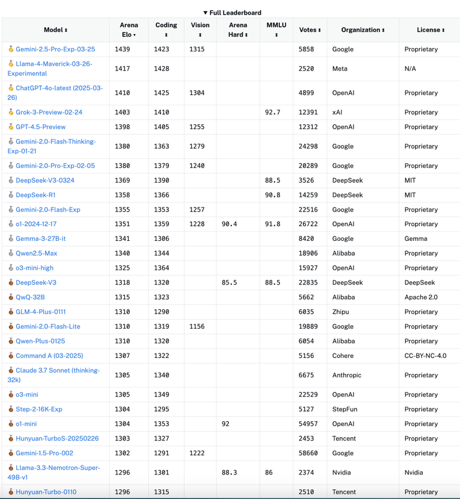 ▼ Full Leaderboard
Model Arena Elo Coding Vision Arena Hard MMLU Votes Organization License
Gemini-2.5-Pro-Exp-03-25 1439 1423 1315 5858 Google Proprietary
Llama-4-Maverick-03-26-Experimental 1417 1428 2520 Meta N/A
ChatGPT-4o-latest (2025-03-26) 1410 1425 1304 4899 OpenAI Proprietary
Grok-3-Preview-02-24 1403 1410 92.7 12391 xAI Proprietary
GPT-4.5-Preview 1398 1405 1255 12312 OpenAI Proprietary
Gemini-2.0-Flash-Thinking-Exp-01-21 1380 1363 1279 24298 Google Proprietary
Gemini-2.0-Pro-Exp-02-05 1380 1379 1240 20289 Google Proprietary
DeepSeek-V3-0324 1369 1390 88.5 3526 DeepSeek MIT
DeepSeek-R1 1358 1366 90.8 14259 DeepSeek MIT
Gemini-2.0-Flash-Exp 1355 1353 1257 22516 Google Proprietary
o1-2024-12-17 1351 1359 1228 90.4 91.8 26722 OpenAI Proprietary
Gemma-3-27B-it 1341 1306 8420 Google Gemma
Qwen2.5-Max 1340 1344 18906 Alibaba Proprietary
o3-mini-high 1325 1364 15927 OpenAI Proprietary
DeepSeek-V3 1318 1320 85.5 88.5 22835 DeepSeek DeepSeek
QwQ-32B 1315 1323 5662 Alibaba Apache 2.0
GLM-4-Plus-0111 1310 1290 6035 Zhipu Proprietary
Gemini-2.0-Flash-Lite 1310 1319 1156 19889 Google Proprietary
Qwen-Plus-0125 1310 1320 6054 Alibaba Proprietary
Command A (03-2025) 1307 1322 5156 Cohere CC-BY-NC-4.0
Claude 3.7 Sonnet (thinking-32k) 1305 1340 6675 Anthropic Proprietary
o3-mini 1305 1349 22529 OpenAI Proprietary
Step-2-16K-Exp 1304 1295 5127 StepFun Proprietary
o1-mini 1304 1353 92 54957 OpenAI Proprietary
Hunyuan-TurboS-20250226 1303 1327 2453 Tencent Proprietary
Gemini-1.5-Pro-002 1302 1291 1222 58660 Google Proprietary
Llama-3.3-Nemotron-Super-49B-v1 1296 1301 88.3 86 2374 Nvidia Nvidia
Hunyuan-Turbo-0110 1296 1315 2510 Tencent Proprietary